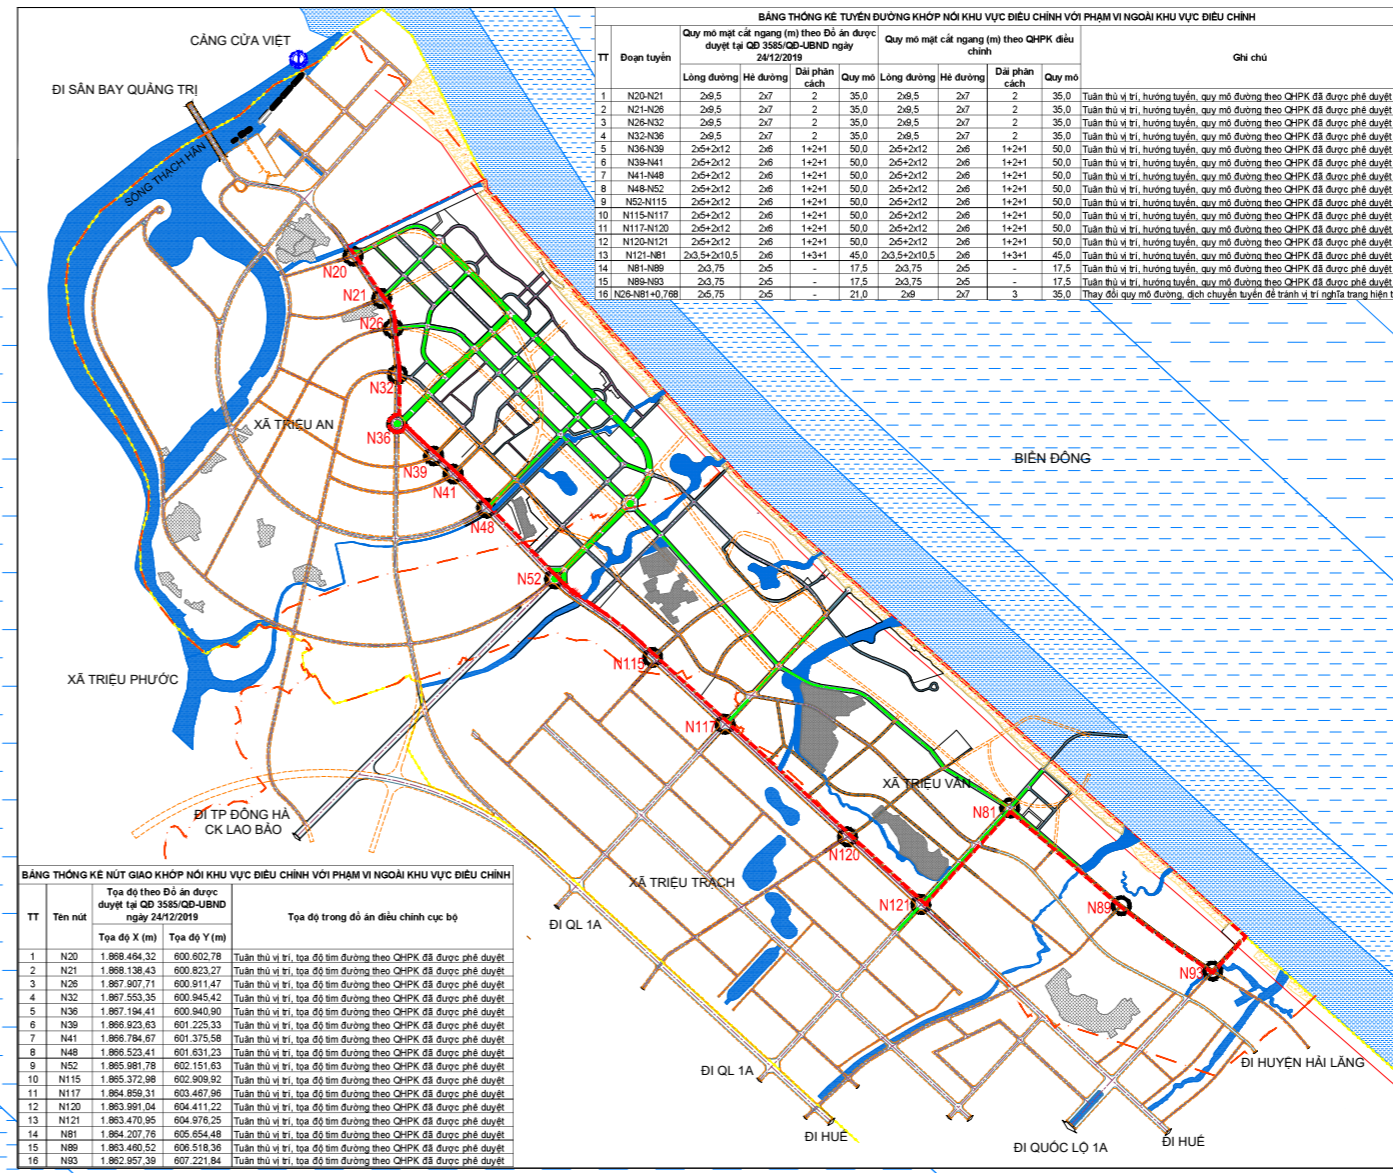 BẢNG THỐNG KÊ TUYẾN ĐƯỜNG KHỚP NỐI KHU VỰC ĐIỀU CHỈNH VỚI PHẠM VI NGOÀI KHU VỰC ĐIỀU CHỈNH
TT Đoạn tuyến Quy mô mặt cắt ngang (m) theo Đồ án được duyệt tại QĐ 3585/QĐ-UBND ngày 24/12/2019 Quy mô mặt cắt ngang (m) theo QHPK điều chỉnh Ghi chú
Lòng đường Hè đường Dải phân cách Quy mô Lòng đường Hè đường Dải phân cách Quy mô
1 N20-N21 2x9,5 2x7 2 35,0 2x9,5 2x7 2 35,0 Tuân thủ vị trí, hướng tuyến, quy mô đường theo QHPK đã được phê duyệt
2 N21-N26 2x9,5 2x7 2 35,0 2x9,5 2x7 2 35,0 Tuân thủ vị trí, hướng tuyến, quy mô đường theo QHPK đã được phê duyệt
3 N26-N32 2x9,5 2x7 2 35,0 2x9,5 2x7 2 35,0 Tuân thủ vị trí, hướng tuyến, quy mô đường theo QHPK đã được phê duyệt
4 N32-N36 2x9,5 2x7 2 35,0 2x9,5 2x7 2 35,0 Tuân thủ vị trí, hướng tuyến, quy mô đường theo QHPK đã được phê duyệt
5 N36-N39 2x5+2x12 2x6 1+2+1 50,0 2x5+2x12 2x6 1+2+1 50,0 Tuân thủ vị trí, hướng tuyến, quy mô đường theo QHPK đã được phê duyệt
6 N39-N41 2x5+2x12 2x6 1+2+1 50,0 2x5+2x12 2x6 1+2+1 50,0 Tuân thủ vị trí, hướng tuyến, quy mô đường theo QHPK đã được phê duyệt
7 N41-N48 2x5+2x12 2x6 1+2+1 50,0 2x5+2x12 2x6 1+2+1 50,0 Tuân thủ vị trí, hướng tuyến, quy mô đường theo QHPK đã được phê duyệt
8 N48-N52 2x5+2x12 2x6 1+2+1 50,0 2x5+2x12 2x6 1+2+1 50,0 Tuân thủ vị trí, hướng tuyến, quy mô đường theo QHPK đã được phê duyệt
9 N52-N115 2x5+2x12 2x6 1+2+1 50,0 2x5+2x12 2x6 1+2+1 50,0 Tuân thủ vị trí, hướng tuyến, quy mô đường theo QHPK đã được phê duyệt
10 N115-N117 2x5+2x12 2x6 1+2+1 50,0 2x5+2x12 2x6 1+2+1 50,0 Tuân thủ vị trí, hướng tuyến, quy mô đường theo QHPK đã được phê duyệt
11 N117-N120 2x5+2x12 2x6 1+2+1 50,0 2x5+2x12 2x6 1+2+1 50,0 Tuân thủ vị trí, hướng tuyến, quy mô đường theo QHPK đã được phê duyệt
12 N120-N121 2x5+2x12 2x6 1+2+1 50,0 2x5+2x12 2x6 1+2+1 50,0 Tuân thủ vị trí, hướng tuyến, quy mô đường theo QHPK đã được phê duyệt
13 N121-N81 2x3,5+2x10,5 2x6 1+3+1 45,0 2x3,5+2x10,5 2x6 1+3+1 45,0 Tuân thủ vị trí, hướng tuyến, quy mô đường theo QHPK đã được phê duyệt
14 N81-N89 2x3,75 2x5 - 17,5 2x3,75 2x5 - 17,5 Tuân thủ vị trí, hướng tuyến, quy mô đường theo QHPK đã được phê duyệt
15 N89-N93 2x3,75 2x5 - 17,5 2x3,75 2x5 - 17,5 Tuân thủ vị trí, hướng tuyến, quy mô đường theo QHPK đã được phê duyệt
16 N26-N81+0,768 2x5,75 2x5 - 21,0 2x9 2x7 3 35,0 Thay đổi quy mô đường, dịch chuyển tuyến để tránh vị trí nghĩa trang hiện t
CẢNG CỬA VIỆT
ĐI SÂN BAY QUẢNG TRỊ
SÔNG THẠCH HÃN
N20
N21
N26
N32
XÃ TRIỆU AN
N36
N39
N41
N48
BIỂN ĐÔNG
N52
N115
XÃ TRIỆU PHƯỚC
N117
XÃ TRIỆU VÂN
N81
ĐI TP ĐÔNG HÀ
CK LAO BẢO
N120
XÃ TRIỆU TRẠCH
N121
N89
ĐI QL 1A
N93
ĐI HUYỆN HẢI LĂNG
ĐI QL 1A
ĐI HUẾ
ĐI QUỐC LỘ 1A
ĐI HUẾ
BẢNG THỐNG KÊ NÚT GIAO KHỚP NỐI KHU VỰC ĐIỀU CHỈNH VỚI PHẠM VI NGOÀI KHU VỰC ĐIỀU CHỈNH
TT Tên nút Tọa độ theo Đồ án được duyệt tại QĐ 3585/QĐ-UBND ngày 24/12/2019 Tọa độ trong đồ án điều chỉnh cục bộ
Tọa độ X (m) Tọa độ Y (m)
1 N20 1.868.464,32 600.602,78 Tuân thủ vị trí, tọa độ tim đường theo QHPK đã được phê duyệt
2 N21 1.868.138,43 600.823,27 Tuân thủ vị trí, tọa độ tim đường theo QHPK đã được phê duyệt
3 N26 1.867.907,71 600.911,47 Tuân thủ vị trí, tọa độ tim đường theo QHPK đã được phê duyệt
4 N32 1.867.553,35 600.945,42 Tuân thủ vị trí, tọa độ tim đường theo QHPK đã được phê duyệt
5 N36 1.867.194,41 600.940,90 Tuân thủ vị trí, tọa độ tim đường theo QHPK đã được phê duyệt
6 N39 1.866.923,63 601.225,33 Tuân thủ vị trí, tọa độ tim đường theo QHPK đã được phê duyệt
7 N41 1.866.784,67 601.375,58 Tuân thủ vị trí, tọa độ tim đường theo QHPK đã được phê duyệt
8 N48 1.866.523,41 601.631,23 Tuân thủ vị trí, tọa độ tim đường theo QHPK đã được phê duyệt
9 N52 1.865.981,78 602.151,63 Tuân thủ vị trí, tọa độ tim đường theo QHPK đã được phê duyệt
10 N115 1.865.372,98 602.909,92 Tuân thủ vị trí, tọa độ tim đường theo QHPK đã được phê duyệt
11 N117 1.864.859,31 603.467,96 Tuân thủ vị trí, tọa độ tim đường theo QHPK đã được phê duyệt
12 N120 1.863.991,04 604.411,22 Tuân thủ vị trí, tọa độ tim đường theo QHPK đã được phê duyệt
13 N121 1.863.470,95 604.976,25 Tuân thủ vị trí, tọa độ tim đường theo QHPK đã được phê duyệt
14 N81 1.864.207,76 605.654,48 Tuân thủ vị trí, tọa độ tim đường theo QHPK đã được phê duyệt
15 N89 1.863.460,52 606.518,36 Tuân thủ vị trí, tọa độ tim đường theo QHPK đã được phê duyệt
16 N93 1.862.957,39 607.221,84 Tuân thủ vị trí, tọa độ tim đường theo QHPK đã được phê duyệt